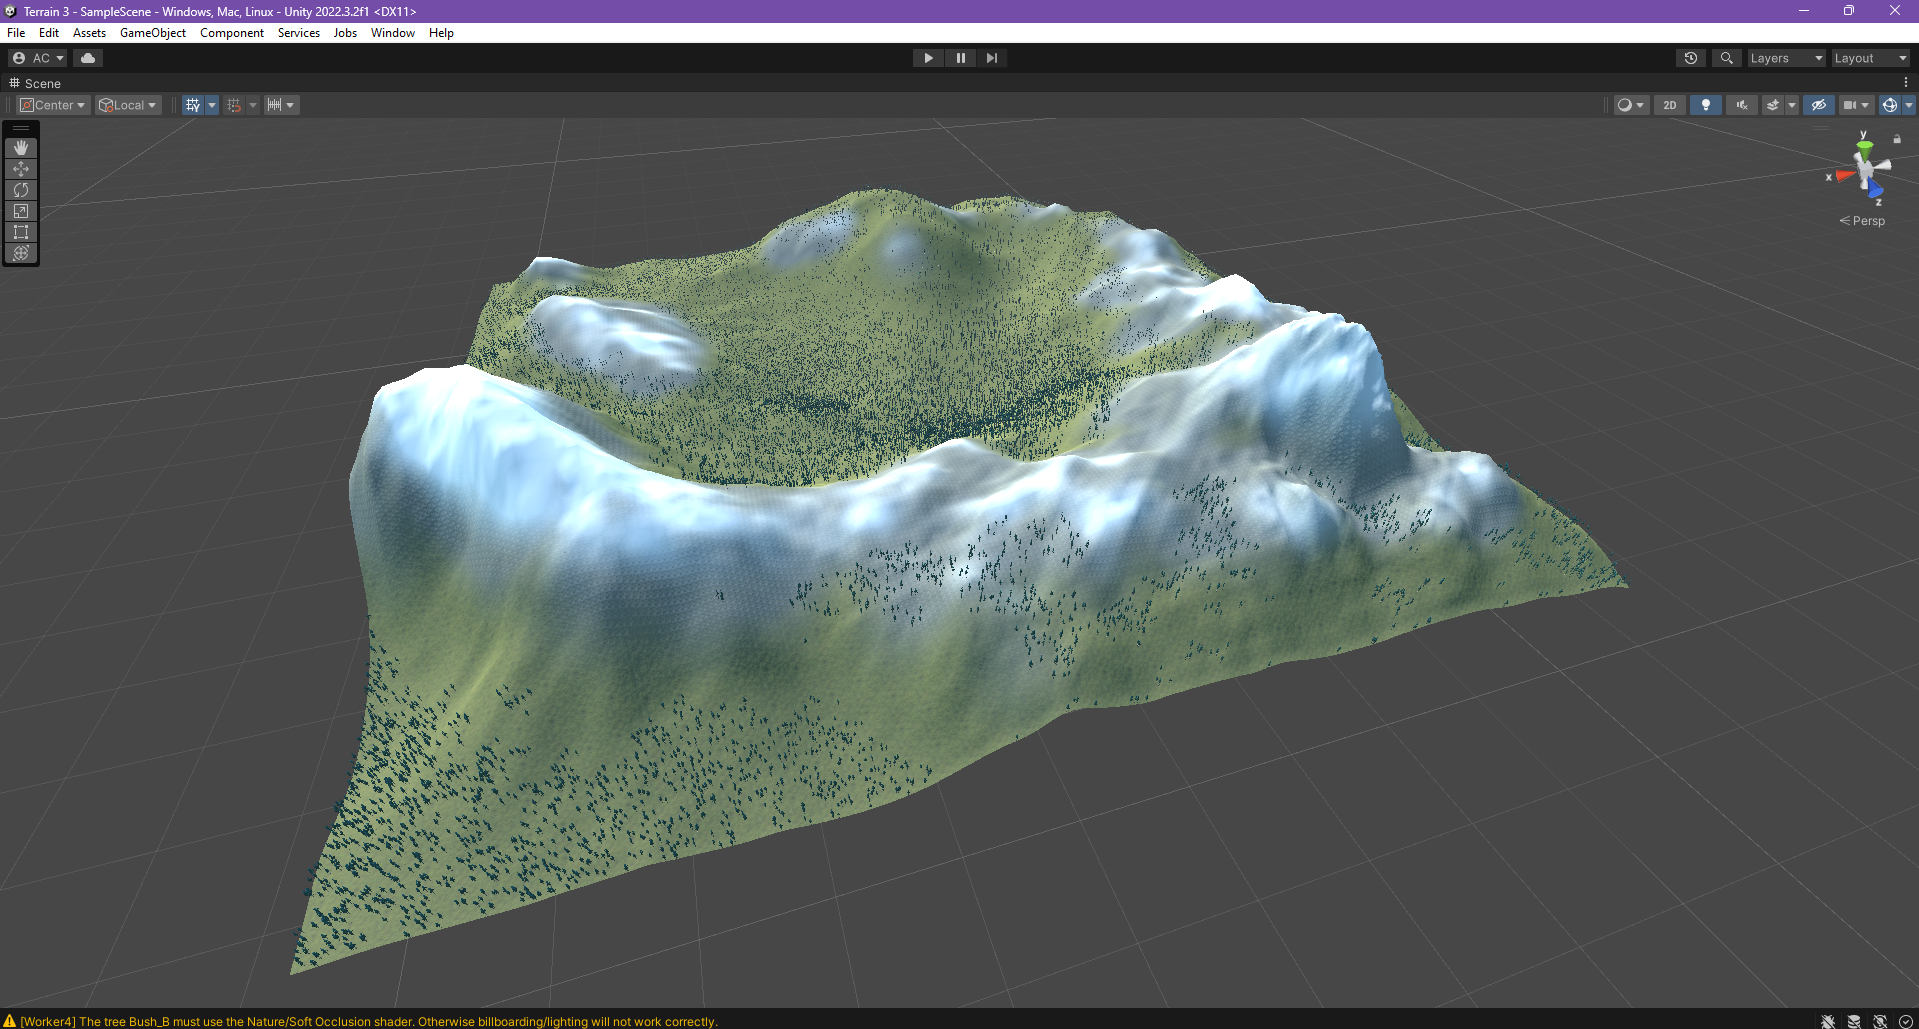 Terrain 3 - SampleScene - Windows, Mac, Linux - Unity 2022.3.2f1 <DX11>
File Edit Assets GameObject Component Services Jobs Window Help
AC Layers Layout
Scene
Center Local 2D
y
x
z
Persp
[Worker4] The tree Bush_B must use the Nature/Soft Occlusion shader. Otherwise billboarding/lighting will not work correctly.